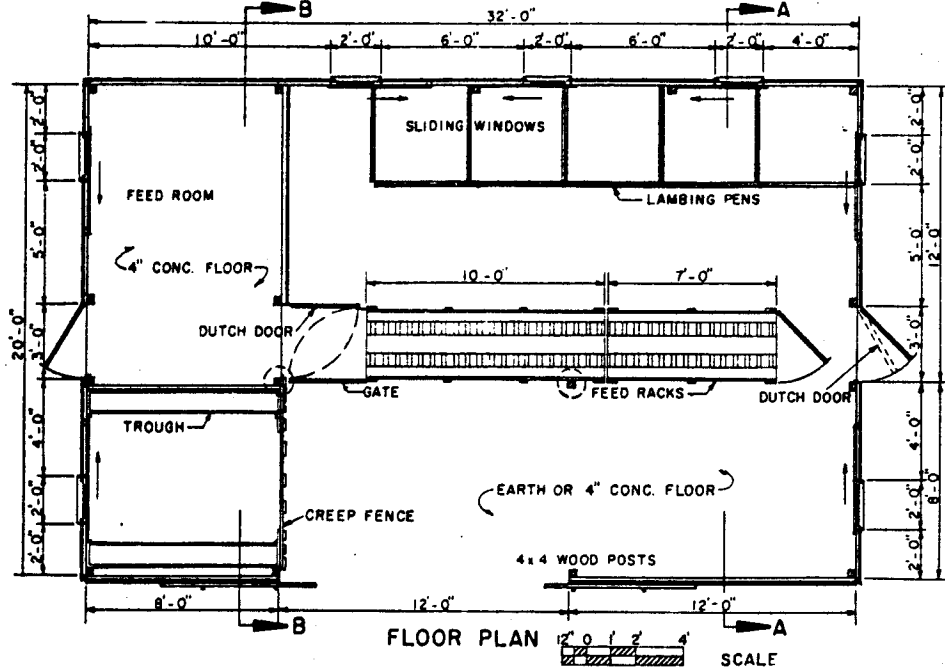 B
A
32'-0"
10'-0"
2'-0"
6'-0"
2'-0"
6'-0"
2'-0"
4'-0"
2'-0"
2'-0"
5'-0"
3'-0"
20'-0"
4'-0"
2'-0"
2'-0"
2'-0"
2'-0"
5'-0"
12'-0"
3'-0"
4'-0"
8'-0"
2'-0"
2'-0"
SLIDING WINDOWS
FEED ROOM
LAMBING PENS
4" CONC. FLOOR
10-0'
7'-0"
DUTCH DOOR
GATE
FEED RACKS
DUTCH DOOR
TROUGH
EARTH OR 4" CONC. FLOOR
CREEP FENCE
4x4 WOOD POSTS
8'-0"
12'-0"
12'-0"
B
A
FLOOR PLAN
12" 0 1' 2' 4'
SCALE